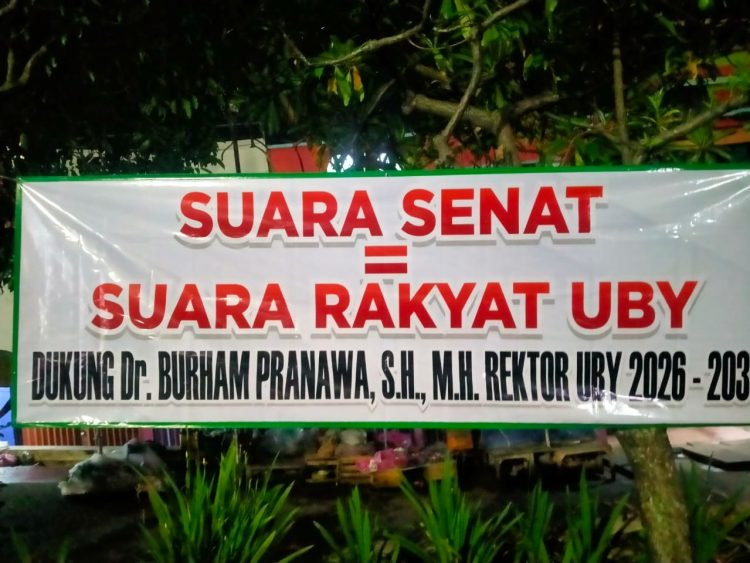 SUARA SENAT
=
SUARA RAKYAT UBY
DUKUNG Dr. BURHAM PRANAWA, S.H., M.H. REKTOR UBY 2026 - 203